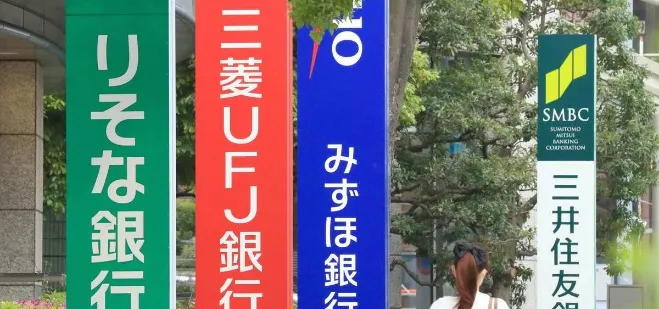 りそな銀行
三菱UFJ銀行
みずほ銀行
SMBC
SUMITOMO
MITSUI
BANKING
CORPORATION
三井住友銀